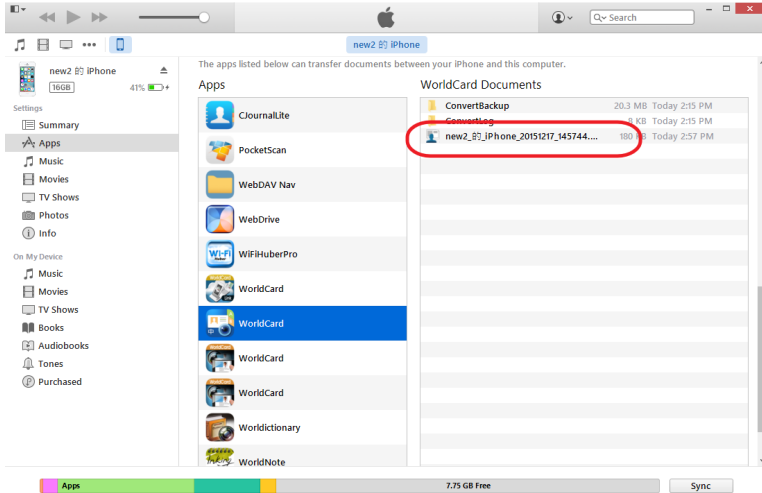 Search
new2 的 iPhone
new2 的 iPhone
16GB
41%
Settings
Summary
Apps
Music
Movies
TV Shows
Photos
Info
On My Device
Music
Movies
TV Shows
Books
Audiobooks
Tones
Purchased
The apps listed below can transfer documents between your iPhone and this computer.
Apps
CJournalLite
PocketScan
WebDAV Nav
WebDrive
WiFiHuberPro
WorldCard
WorldCard
WorldCard
WorldCard
Worldictionary
WorldNote
WorldCard Documents
ConvertBackup 20.3 MB Today 2:15 PM
ConvertLog 8 KB Today 2:15 PM
new2_的_iPhone_20151217_145744.... 180 KB Today 2:57 PM
Apps
7.75 GB Free
Sync